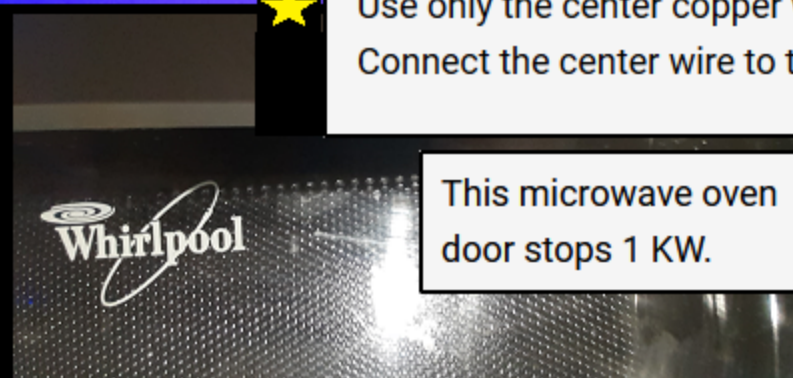 Use only the center copper
Connect the center wire to
This microwave oven
door stops 1 KW.
Whirlpool